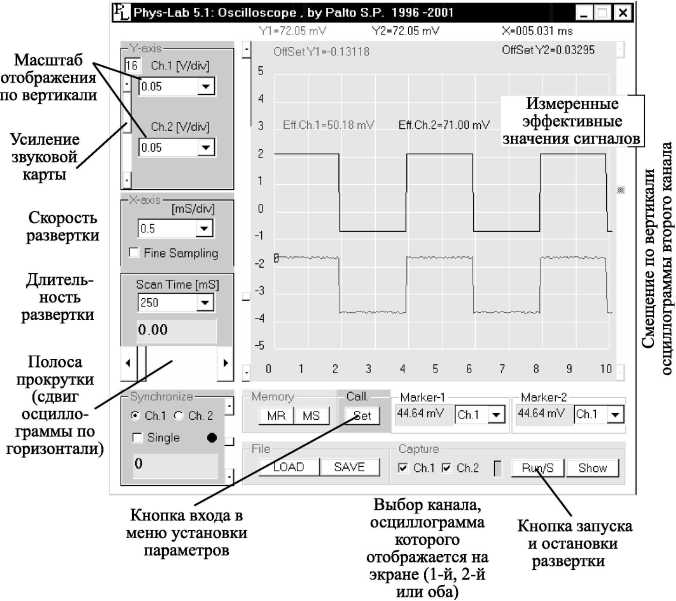 Phys-Lab 5.1: Oscilloscope , by Palto S.P. 1996 -2001
Y1=72.05 mV Y2=72.05 mV X=005.031 ms
OffSet Y1=-0.13118 OffSet Y2=0.03295
Y-axis
16 Ch.1 [V/div]
0.05
Ch.2 [V/div]
0.05
X-axis
[mS/div]
0.5
Fine Sampling
Scan Time [mS]
250
0.00
Synchronize
Ch.1 Ch. 2
Single
0
5
4
3
2
1
0
-1
-2
-3
-4
-5
0 1 2 3 4 5 6 7 8 9 10
Eff.Ch.1=50.18 mV Eff.Ch.2=71.00 mV
Memory
MR MS
Call.
Set
Marker-1
44.64 mV Ch.1
Marker-2
44.64 mV Ch.1
File
LOAD SAVE
Capture
Ch.1 Ch.2
Run/S Show
Масштаб
отображения
по вертикали
Усиление
звуковой
карты
Скорость
развертки
Длитель-
ность
развертки
Полоса
прокрутки
(сдвиг
осцилло-
граммы по
горизонтали)
Измеренные
эффективные
значения сигналов
Смещение по вертикали
осциллограммы второго канала
Кнопка входа в
меню установки
параметров
Выбор канала,
осциллограмма
которого
отображается на
экране (1-й, 2-й
или оба)
Кнопка запуска
и остановки
развертки